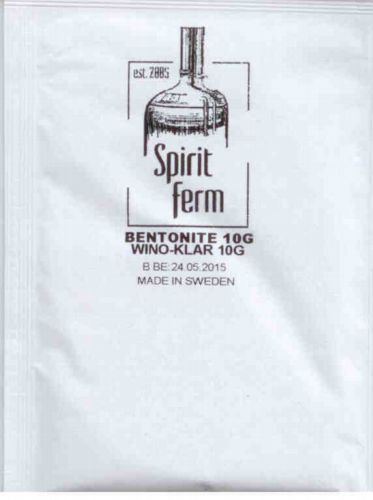 est. 2005
Spirit
ferm
BENTONITE 10G
WINO-KLAR 10G
B BE: 24.05.2015
MADE IN SWEDEN